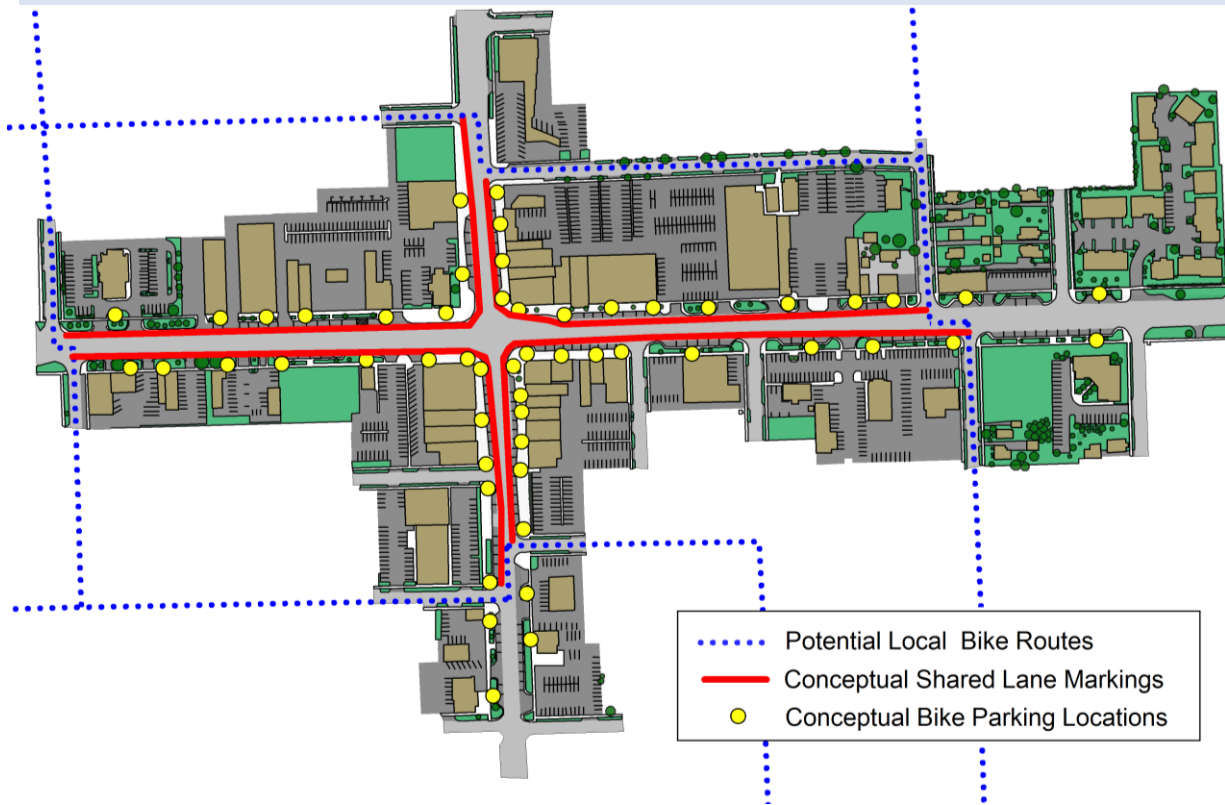 Potential Local Bike Routes
Conceptual Shared Lane Markings
Conceptual Bike Parking Locations